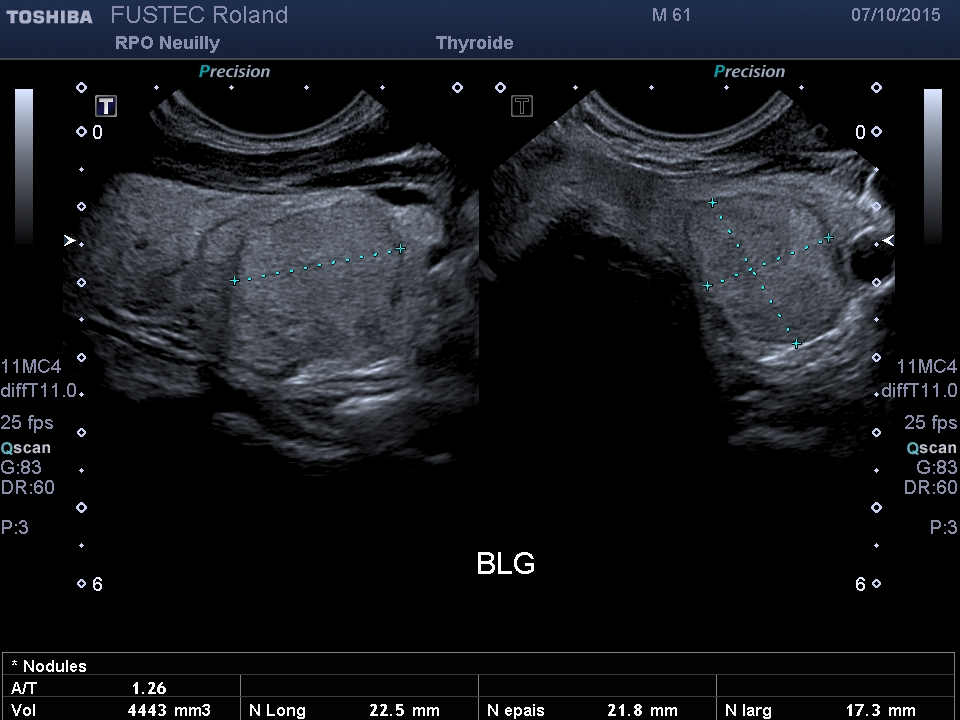 TOSHIBA FUSTEC Roland M 61 07/10/2015
RPO Neuilly Thyroide
Precision Precision
T T
0 0
11MC4 11MC4
diffT11.0 diffT11.0
25 fps 25 fps
Qscan Qscan
G:83 G:83
DR:60 DR:60
P:3 P:3
BLG
6 6
* Nodules
A/T 1.26
Vol 4443 mm3 N Long 22.5 mm N epais 21.8 mm N larg 17.3 mm